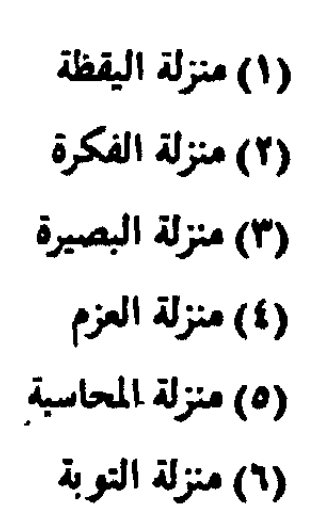 (١) منزلة اليقظة
(٢) منزلة الفكرة
(٣) منزلة البصيرة
(٤) منزلة العزم
(٥) منزلة المحاسبة
(٦) منزلة التوبة